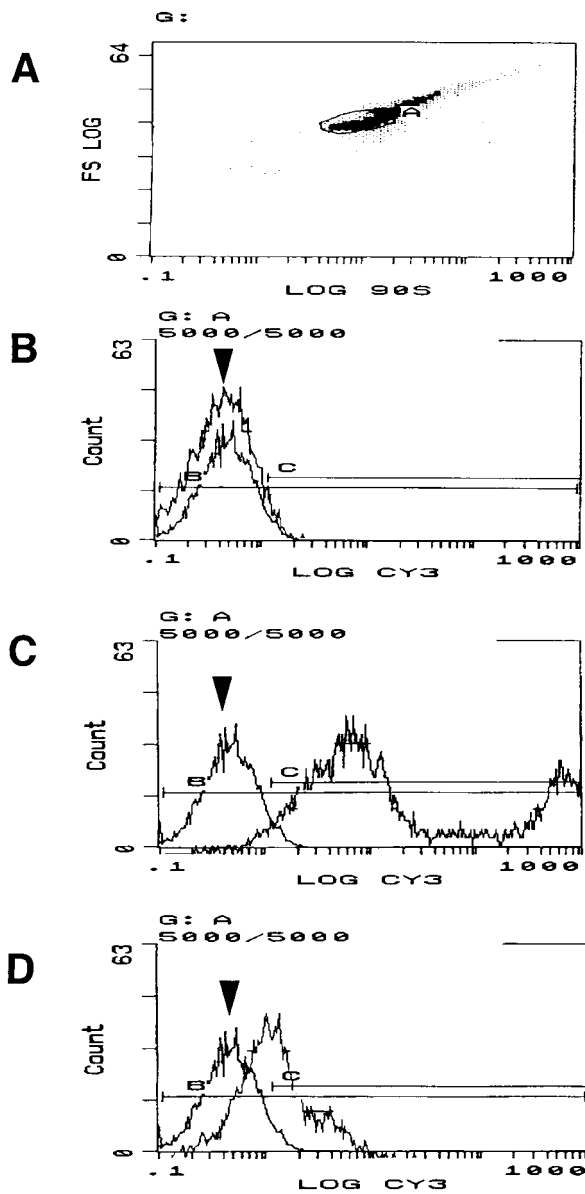 G:
A
64
FS LOG
A
0
.1
1000
LOG 90S
G: A
5000/5000
B
63
Count
C
B
0
.1
1000
LOG CY3
G: A
5000/5000
C
63
Count
C
B
0
.1
1000
LOG CY3
G: A
5000/5000
D
63
Count
C
B
0
.1
1000
LOG CY3